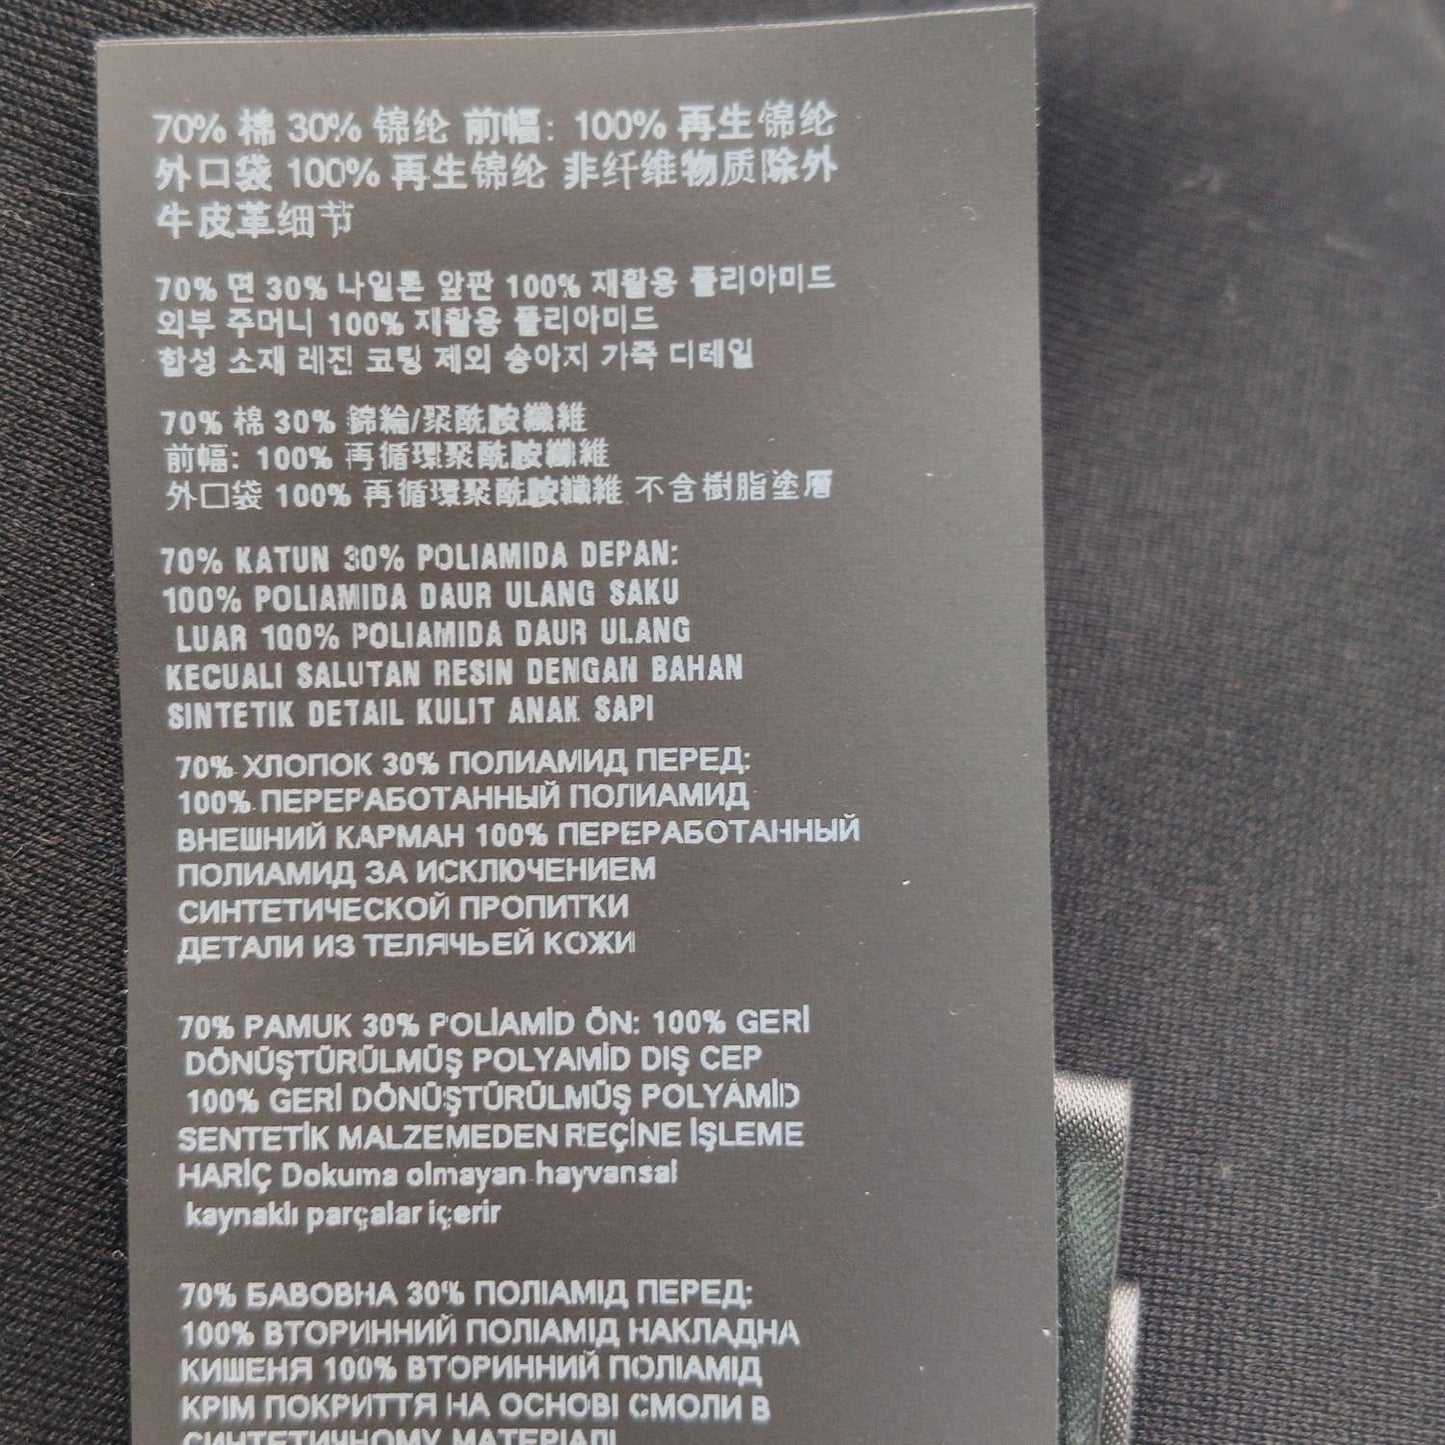 70% 棉 30% 锦纶 前幅: 100% 再生锦纶
外口袋 100% 再生锦纶 非纤维物质除外
牛皮革细节
70% 면 30% 나일론 앞판 100% 재활용 폴리아미드
외부 주머니 100% 재활용 폴리아미드
합성 소재 레진 코팅 제외 송아지 가죽 디테일
70% 棉 30% 錦綸/聚酰胺纖維
前幅: 100% 再循環聚酰胺纖維
外口袋 100% 再循環聚酰胺纖維 不含樹脂塗層
70% KATUN 30% POLIAMIDA DEPAN:
100% POLIAMIDA DAUR ULANG SAKU
LUAR 100% POLIAMIDA DAUR ULANG
KECUALI SALUTAN RESIN DENGAN BAHAN
SINTETIK DETAIL KULIT ANAK SAPI
70% ХЛОПОК 30% ПОЛИАМИД ПЕРЕД:
100% ПЕРЕРАБОТАННЫЙ ПОЛИАМИД
ВНЕШНИЙ КАРМАН 100% ПЕРЕРАБОТАННЫЙ
ПОЛИАМИД ЗА ИСКЛЮЧЕНИЕМ
СИНТЕТИЧЕСКОЙ ПРОПИТКИ
ДЕТАЛИ ИЗ ТЕЛЯЧЬЕЙ КОЖИ
70% PAMUK 30% POLİAMİD ÖN: 100% GERİ
DÖNÜŞTÜRÜLMÜŞ POLYAMİD DIŞ CEP
100% GERİ DÖNÜŞTÜRÜLMÜŞ POLYAMİD
SENTETİK MALZEMEDEN REÇİNE İŞLEME
HARİÇ Dokuma olmayan hayvansal
kaynaklı parçalar içerir
70% БАВОВНА 30% ПОЛІАМІД ПЕРЕД:
100% ВТОРИННИЙ ПОЛІАМІД НАКЛАДНА
КИШЕНЯ 100% ВТОРИННИЙ ПОЛІАМІД
КРІМ ПОКРИТТЯ НА ОСНОВІ СМОЛИ В
СИНТЕТИЧНОМУ МАТЕРІАЛІ